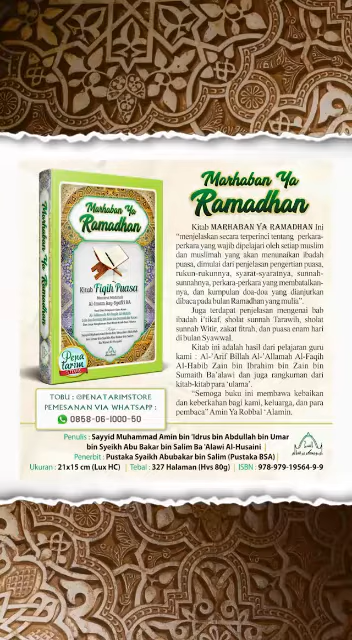 Marhaban Ya
Ramadhan
Kitab MARHABAN YA RAMADHAN Ini
"menjelaskan secara terperinci tentang perkara-
perkara yang wajib dipelajari oleh setiap muslim
dan muslimah yang akan menunaikan ibadah
puasa, dimulai dari penjelasan pengertian puasa,
rukun-rukunnya, syarat-syaratnya, sunnah-
sunnahnya, perkara-perkara yang membatalkan-
nya, dan kumpulan doa-doa yang dianjurkan
dibaca pada bulan Ramadhan yang mulia".
Juga terdapat penjelasan mengenai bab
ibadah i'tikaf, sholat sunnah Tarawih, sholat
sunnah Witir, zakat fitrah, dan puasa enam hari
di bulan Syawwal.
Kitab ini adalah hasil dari pelajaran guru
kami : Al-'Arif Billah Al-'Allamah Al-Faqih
Al-Habib Zain bin Ibrahim bin Zain bin
Sumaith Ba'alawi dan juga rangkuman dari
kitab-kitab para 'ulama'.
"Semoga buku ini membawa kebaikan
dan keberkahan bagi kami, keluarga, dan para
pembaca" Amin Ya Robbal 'Alamin.
Marhaban Ya
Ramadhan
Marhaban Ya
Ramadhan
Kitab Fiqih Puasa
Pena
tarim
TOBU : @PENATARIMSTORE
PEMESANAN VIA WHATSAPP :
0858-06-1000-50
Penulis : Sayyid Muhammad Amin bin 'Idrus bin Abdullah bin Umar
bin Syeikh Abu Bakar bin Salim Ba 'Alawi Al-Husaini |
Penerbit : Pustaka Syaikh Abubakar bin Salim (Pustaka BSA) |
Ukuran : 21x15 cm (Lux HC) | Tebal : 327 Halaman (Hvs 80g) | ISBN : 978-979-19564-9-9